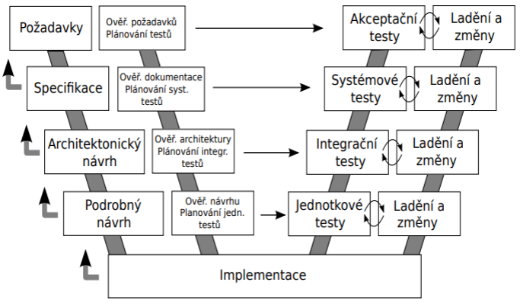 Požadavky
Ověř. požadavků
Plánování testů
Akceptační
testy
Ladění a
změny
Specifikace
Ověř. dokumentace
Plánování syst.
testů
Systémové
testy
Ladění a
změny
Architektonický
návrh
Ověř. architektury
Plánování integr.
testů
Integrační
testy
Ladění a
změny
Podrobný
návrh
Ověř. návrhu
Planování jedn.
testů
Jednotkové
testy
Ladění a
změny
Implementace